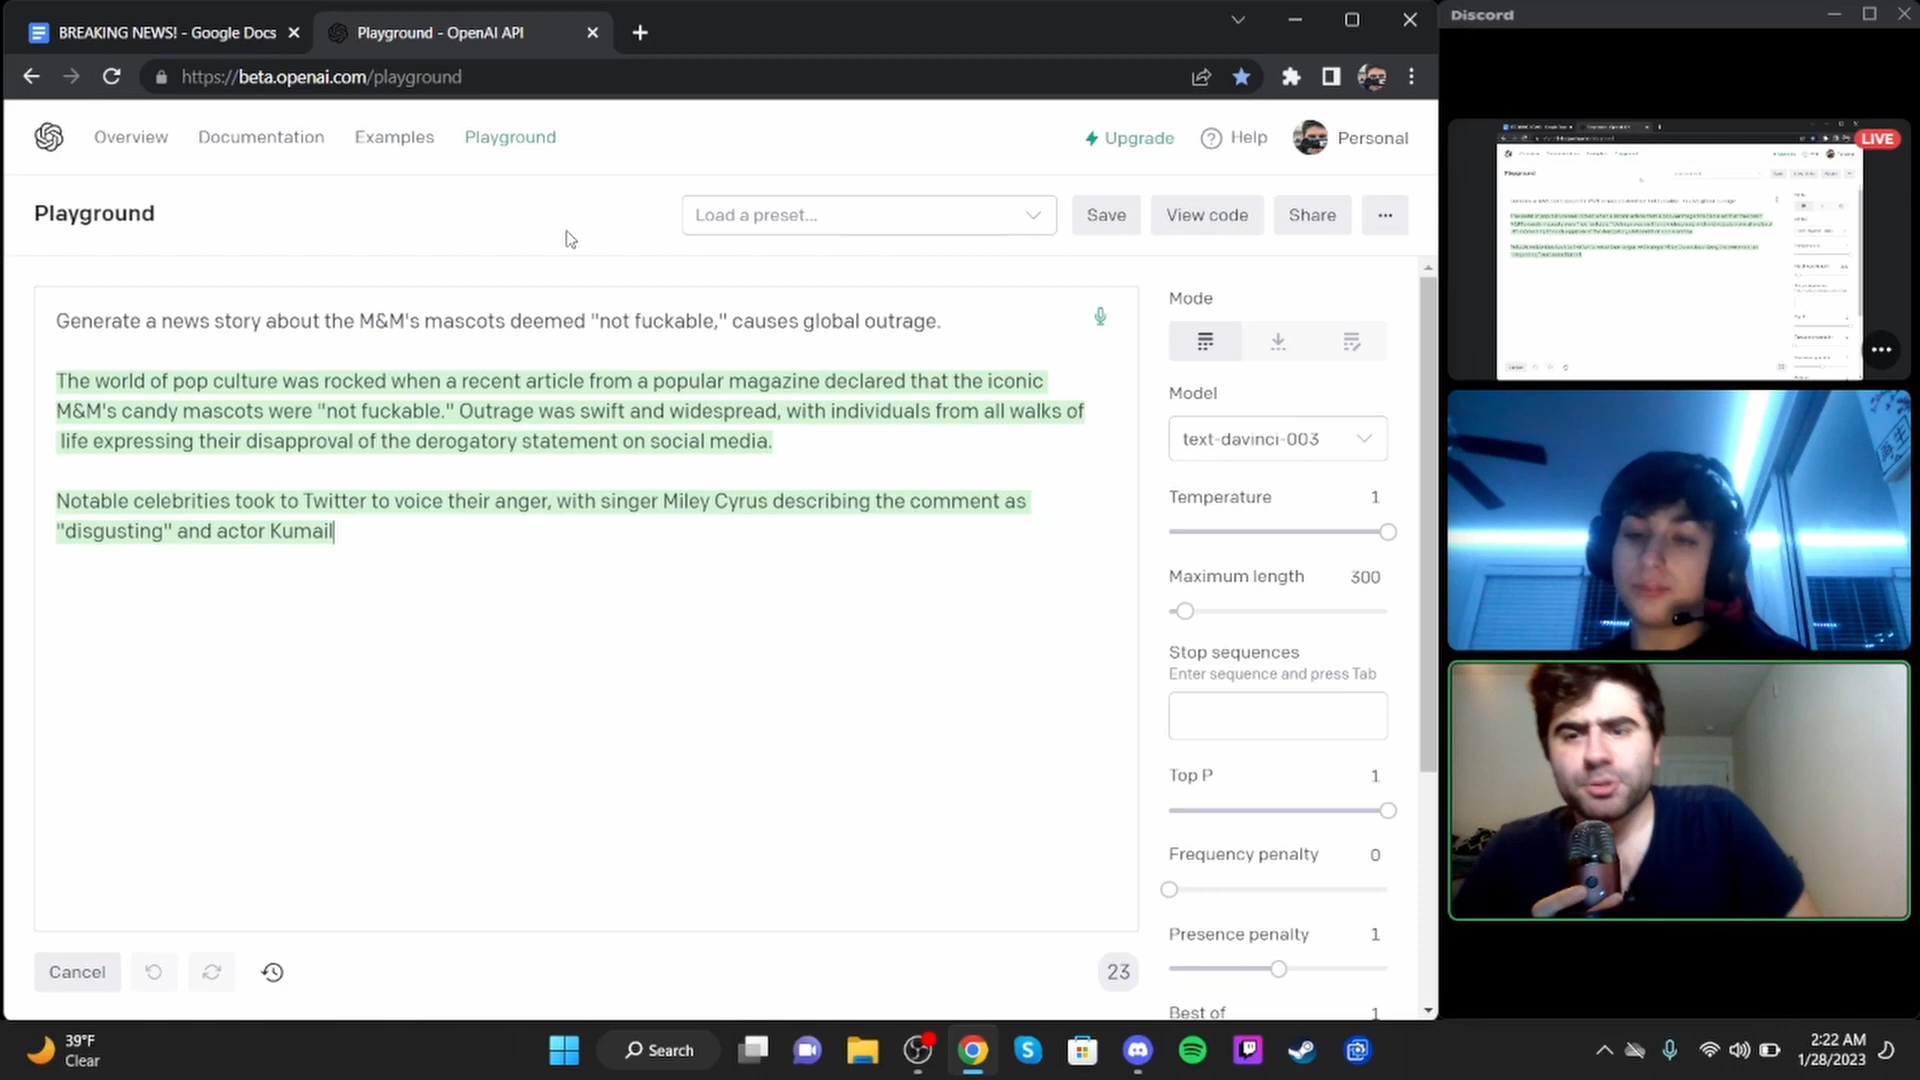 BREAKING NEWS! - Google Docs
Playground - OpenAI API
Discord
https://beta.openai.com/playground
Overview
Documentation
Examples
Playground
Upgrade
Help
Personal
LIVE
Playground
Load a preset...
Save
View code
Share
Generate a news story about the M&M's mascots deemed "not fuckable," causes global outrage.
The world of pop culture was rocked when a recent article from a popular magazine declared that the iconic
M&M's candy mascots were "not fuckable." Outrage was swift and widespread, with individuals from all walks of
life expressing their disapproval of the derogatory statement on social media.
Notable celebrities took to Twitter to voice their anger, with singer Miley Cyrus describing the comment as
"disgusting" and actor Kumail
Mode
Model
text-davinci-003
Temperature 1
Maximum length 300
Stop sequences
Enter sequence and press Tab
Top P 1
Frequency penalty 0
Presence penalty 1
Best of 1
Cancel
23
39°F
Clear
Search
2:22 AM
1/28/2023